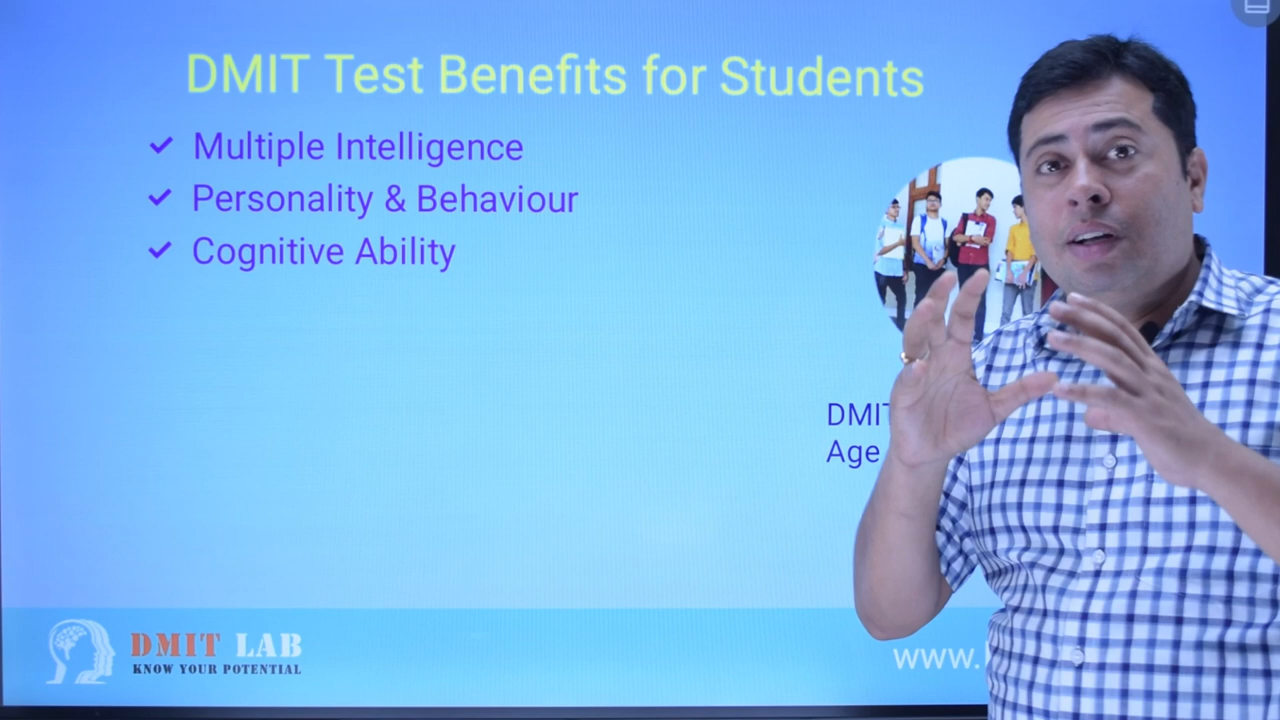 DMIT Test Benefits for Students
Multiple Intelligence
Personality & Behaviour
Cognitive Ability
DMIT
Age
DMIT LAB
KNOW YOUR POTENTIAL
www.